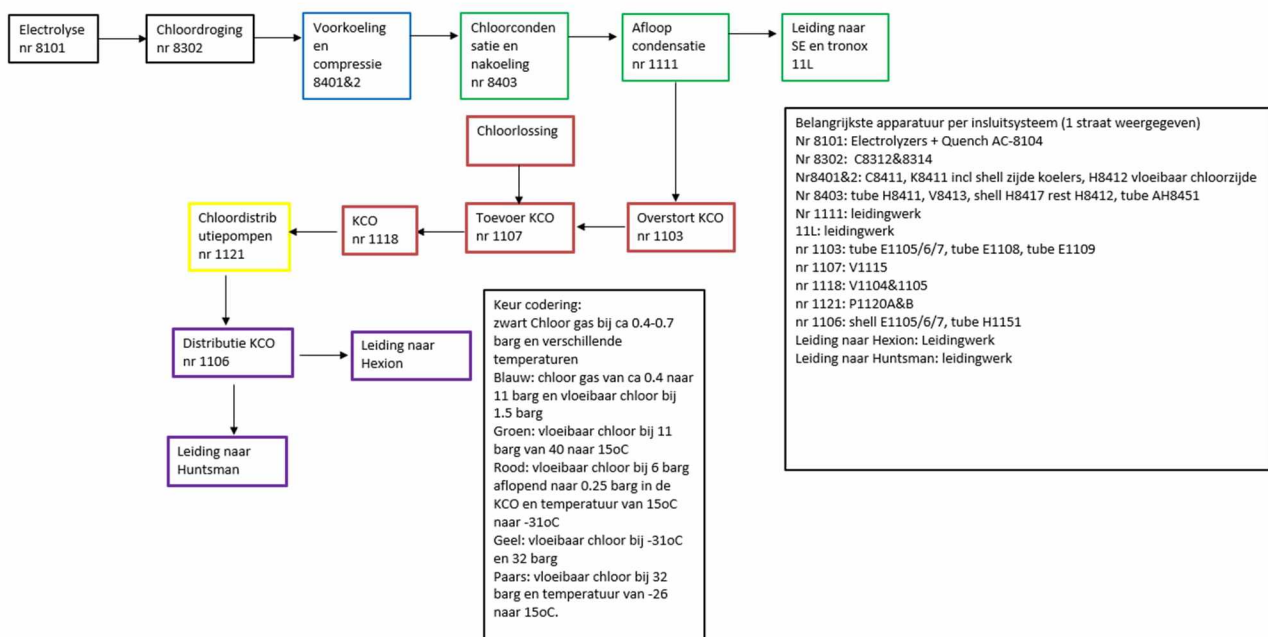 Electrolyse
nr 8101
Chloordroging
nr 8302
Voorkoeling
en
compressie
8401&2
Chloorconden
satie en
nakoeling
nr 8403
Afloop
condensatie
nr 1111
Leiding naar
SE en tronox
11L
Chloorlossing
Chloordistrib
utiepompen
nr 1121
KCO
nr 1118
Toevoer KCO
nr 1107
Overstort KCO
nr 1103
Distributie KCO
nr 1106
Leiding naar
Hexion
Leiding naar
Huntsman
Keur codering:
zwart Chloor gas bij ca 0.4-0.7
barg en verschillende
temperaturen
Blauw: chloor gas van ca 0.4 naar
11 barg en vloeibaar chloor bij
1.5 barg
Groen: vloeibaar chloor bij 11
barg van 40 naar 15oC
Rood: vloeibaar chloor bij 6 barg
aflopend naar 0.25 barg in de
KCO en temperatuur van 15oC
naar -31oC
Geel: vloeibaar chloor bij -31oC
en 32 barg
Paars: vloeibaar chloor bij 32
barg en temperatuur van -26
naar 15oC.
Belangrijkste apparatuur per insluitsysteem (1 straat weergegeven)
Nr 8101: Electrolyzers + Quench AC-8104
Nr 8302: C8312&8314
Nr8401&2: C8411, K8411 incl shell zijde koelers, H8412 vloeibaar chloorzijde
Nr 8403: tube H8411, V8413, shell H8417 rest H8412, tube AH8451
Nr 1111: leidingwerk
11L: leidingwerk
nr 1103: tube E1105/6/7, tube E1108, tube E1109
nr 1107: V1115
nr 1118: V1104&1105
nr 1121: P1120A&B
nr 1106: shell E1105/6/7, tube H1151
Leiding naar Hexion: Leidingwerk
Leiding naar Huntsman: leidingwerk